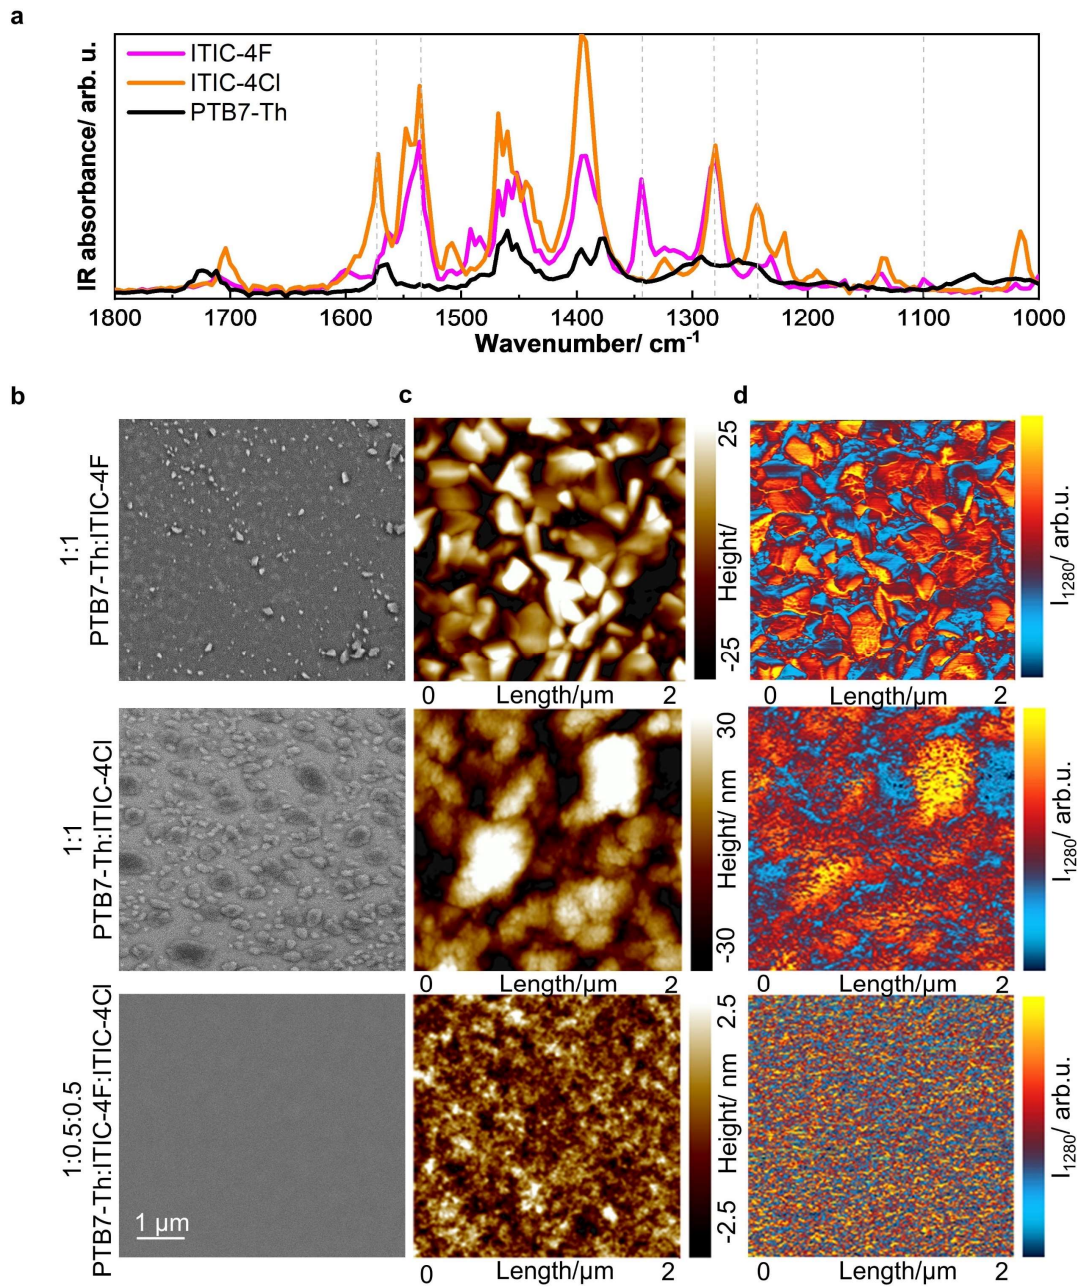 a
IR absorbance/ arb. u.
ITIC-4F
ITIC-4Cl
PTB7-Th
1800 1700 1600 1500 1400 1300 1200 1100 1000
Wavenumber/ cm⁻¹
b c d
1:1
PTB7-Th:ITIC-4F
25
Height/
-25
0 Length/µm 2
I₁₂₈₀/ arb.u.
0 Length/µm 2
1:1
PTB7-Th:ITIC-4Cl
30
Height/ nm
-30
0 Length/µm 2
I₁₂₈₀/ arb.u.
0 Length/µm 2
1:0.5:0.5
PTB7-Th:ITIC-4F:ITIC-4Cl
1 µm
2.5
Height/ nm
-2.5
0 Length/µm 2
I₁₂₈₀/ arb.u.
0 Length/µm 2